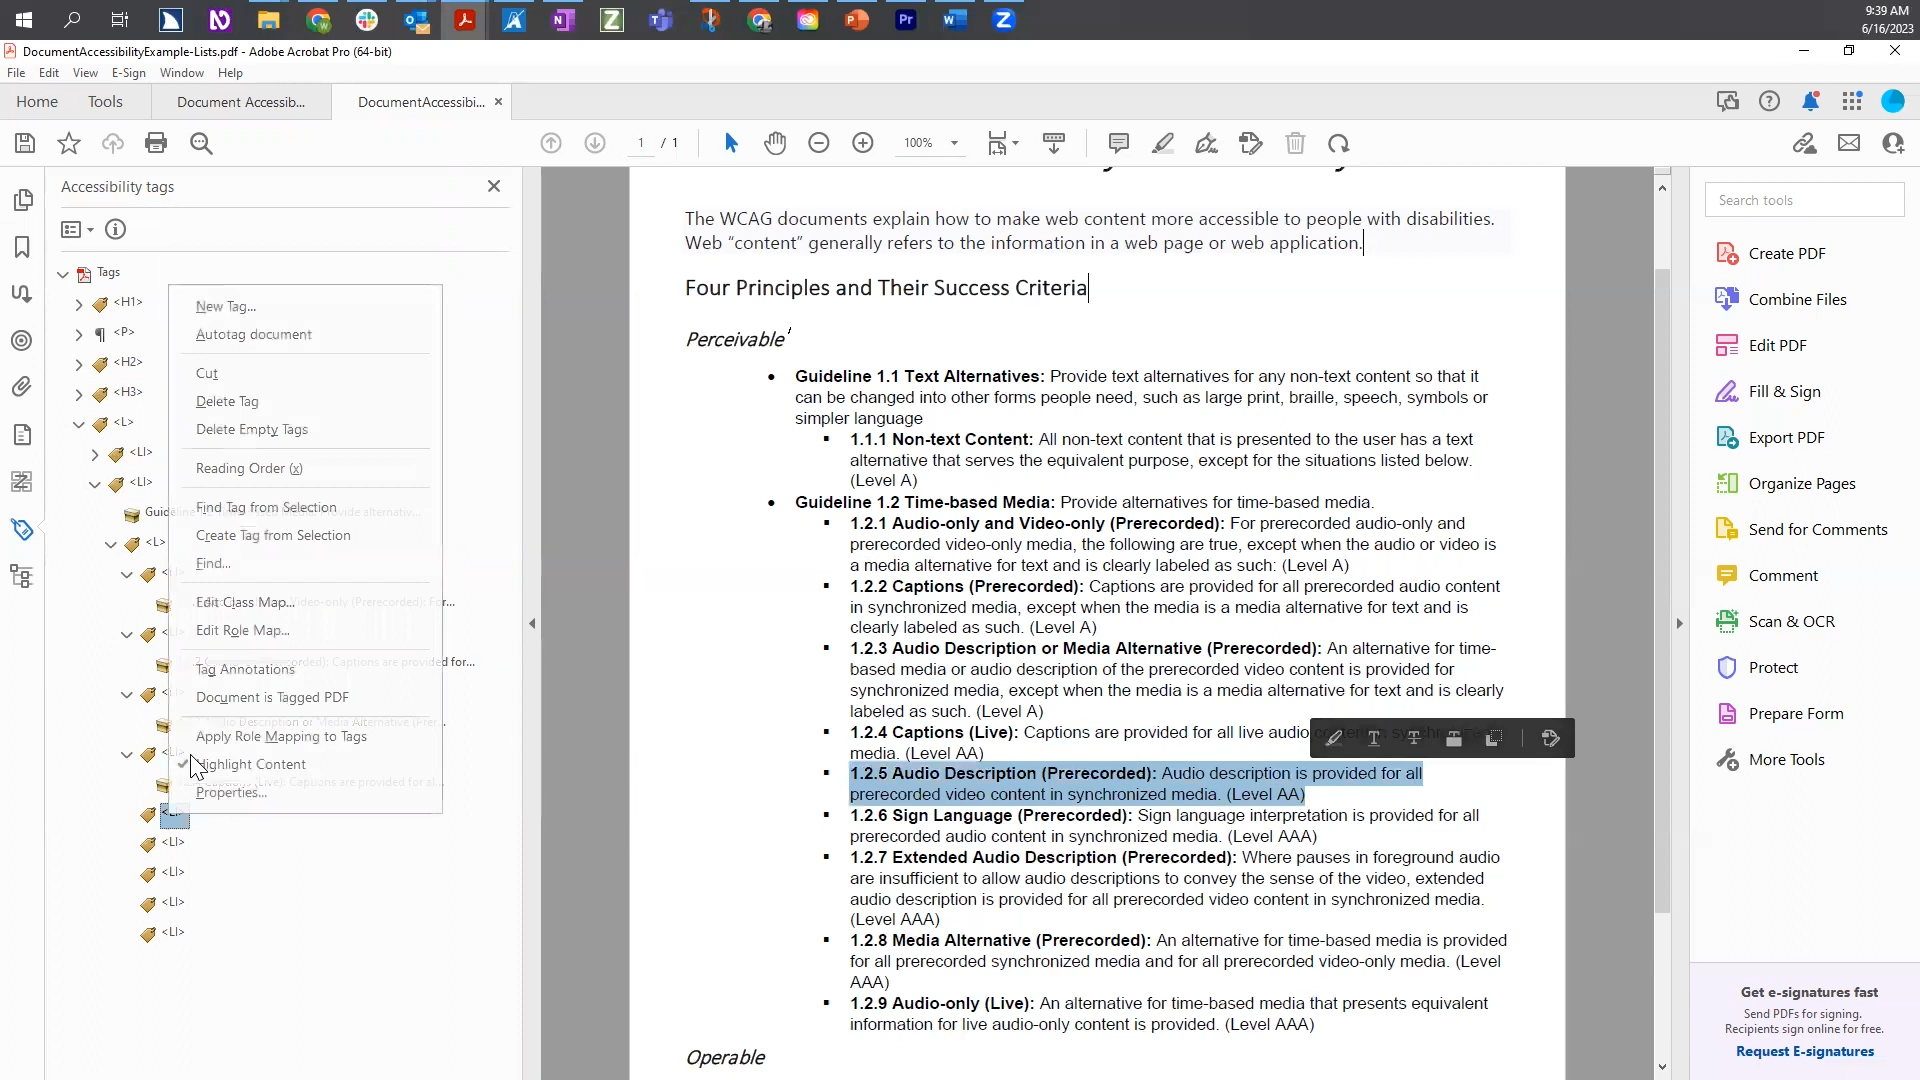 9:39 AM
6/16/2023
DocumentAccessibilityExample-Lists.pdf - Adobe Acrobat Pro (64-bit)
File Edit View E-Sign Window Help
Home Tools Document Accessib... DocumentAccessibi...
1 / 1 100%
Accessibility tags
Tags
<H1>
<P>
<H2>
<H3>
<L>
<LI>
<LI>
<L>
<LI>
<LI>
<LI>
<LI>
<LI>
New Tag...
Autotag document
Cut
Delete Tag
Delete Empty Tags
Reading Order (x)
Find Tag from Selection
Create Tag from Selection
Find...
Edit Class Map...
Edit Role Map...
Tag Annotations
Document is Tagged PDF
Apply Role Mapping to Tags
Highlight Content
Properties...
The WCAG documents explain how to make web content more accessible to people with disabilities.
Web “content” generally refers to the information in a web page or web application.
Four Principles and Their Success Criteria
Perceivable
• Guideline 1.1 Text Alternatives: Provide text alternatives for any non-text content so that it
can be changed into other forms people need, such as large print, braille, speech, symbols or
simpler language
▪ 1.1.1 Non-text Content: All non-text content that is presented to the user has a text
alternative that serves the equivalent purpose, except for the situations listed below.
(Level A)
• Guideline 1.2 Time-based Media: Provide alternatives for time-based media.
▪ 1.2.1 Audio-only and Video-only (Prerecorded): For prerecorded audio-only and
prerecorded video-only media, the following are true, except when the audio or video is
a media alternative for text and is clearly labeled as such: (Level A)
▪ 1.2.2 Captions (Prerecorded): Captions are provided for all prerecorded audio content
in synchronized media, except when the media is a media alternative for text and is
clearly labeled as such. (Level A)
▪ 1.2.3 Audio Description or Media Alternative (Prerecorded): An alternative for time-
based media or audio description of the prerecorded video content is provided for
synchronized media, except when the media is a media alternative for text and is clearly
labeled as such. (Level A)
▪ 1.2.4 Captions (Live): Captions are provided for all live audio
media. (Level AA)
▪ 1.2.5 Audio Description (Prerecorded): Audio description is provided for all
prerecorded video content in synchronized media. (Level AA)
▪ 1.2.6 Sign Language (Prerecorded): Sign language interpretation is provided for all
prerecorded audio content in synchronized media. (Level AAA)
▪ 1.2.7 Extended Audio Description (Prerecorded): Where pauses in foreground audio
are insufficient to allow audio descriptions to convey the sense of the video, extended
audio description is provided for all prerecorded video content in synchronized media.
(Level AAA)
▪ 1.2.8 Media Alternative (Prerecorded): An alternative for time-based media is provided
for all prerecorded synchronized media and for all prerecorded video-only media. (Level
AAA)
▪ 1.2.9 Audio-only (Live): An alternative for time-based media that presents equivalent
information for live audio-only content is provided. (Level AAA)
Operable
Search tools
Create PDF
Combine Files
Edit PDF
Fill & Sign
Export PDF
Organize Pages
Send for Comments
Comment
Scan & OCR
Protect
Prepare Form
More Tools
Get e-signatures fast
Send PDFs for signing.
Recipients sign online for free.
Request E-signatures